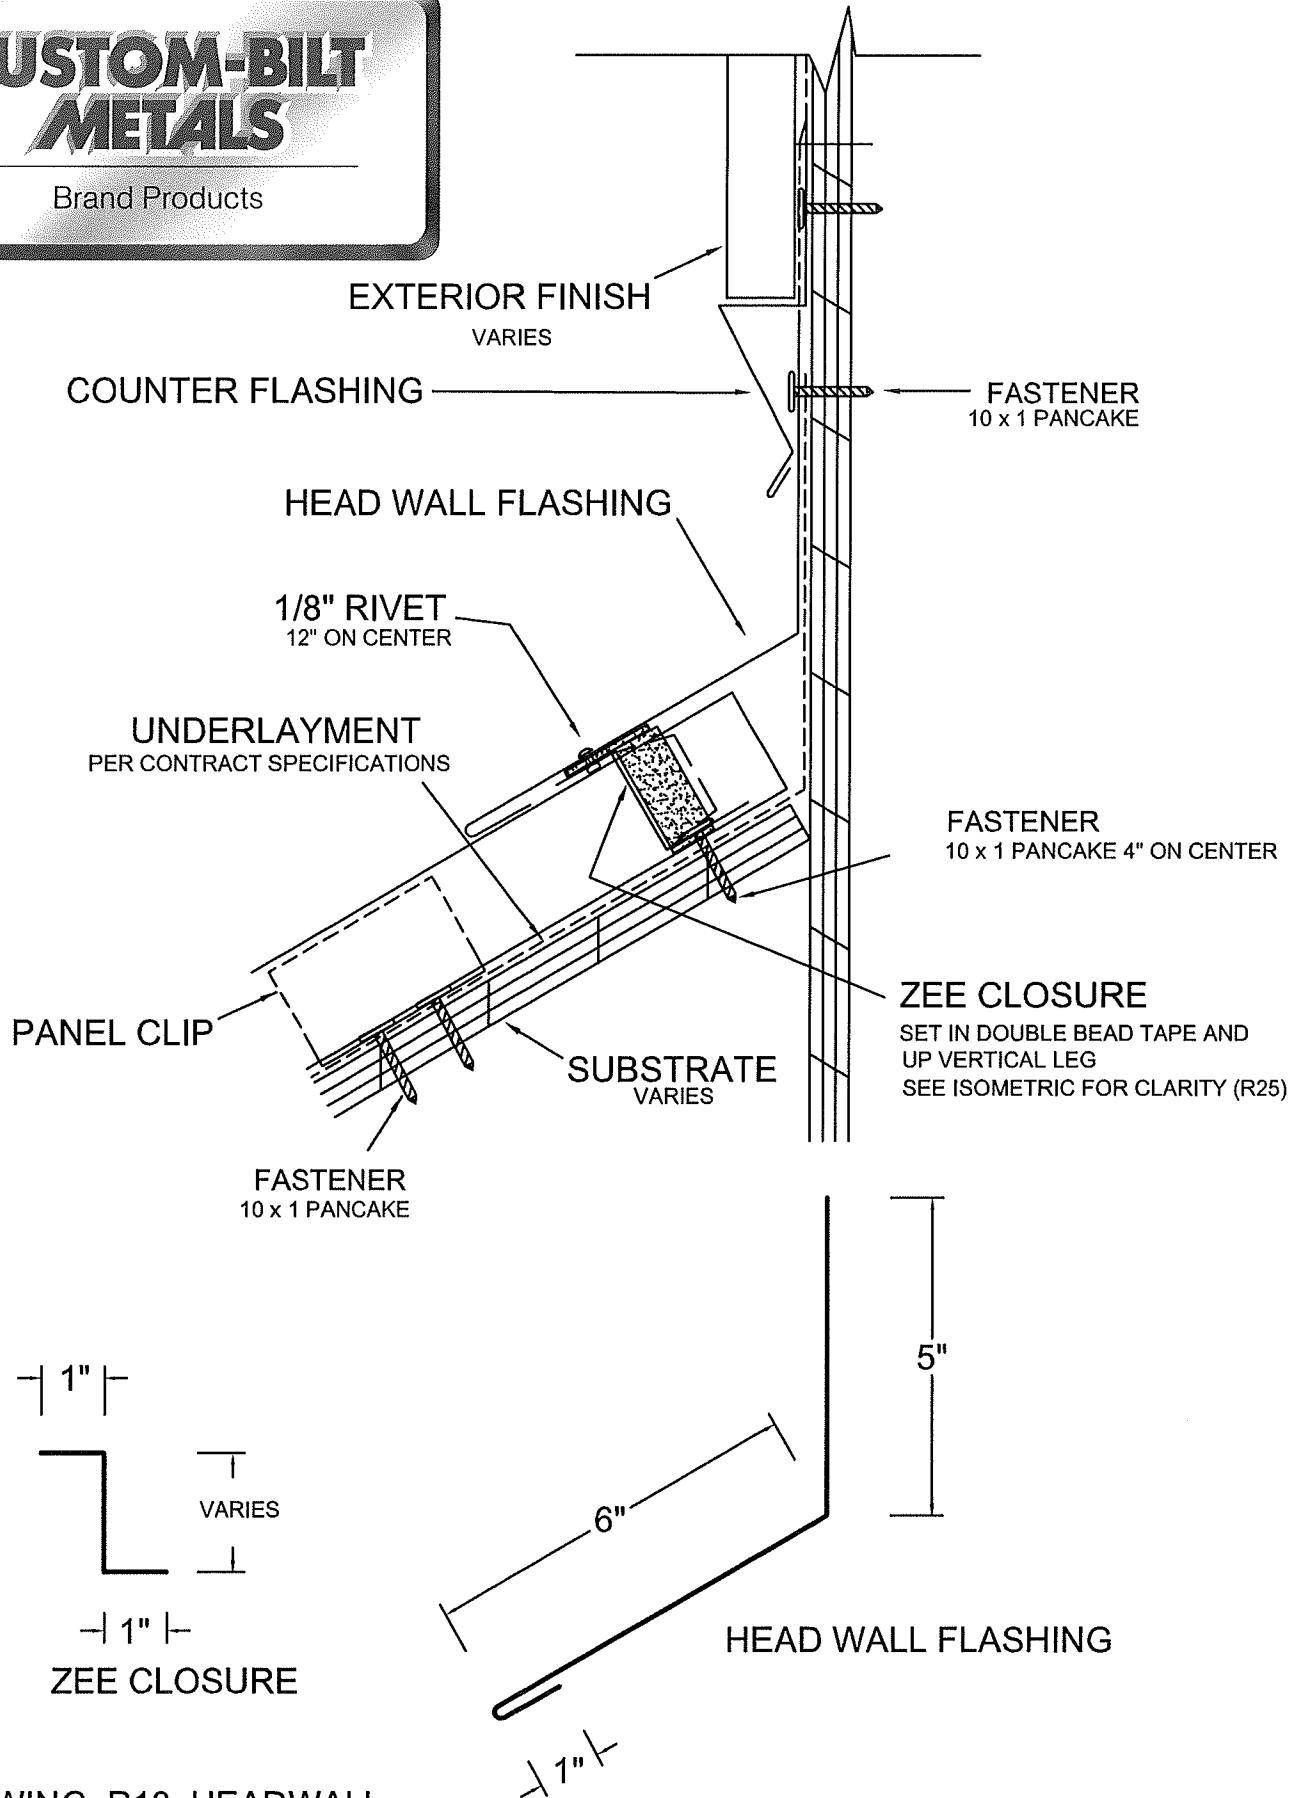 USTOM-BILT
METALS
Brand Products
EXTERIOR FINISH
VARIES
COUNTER FLASHING
FASTENER
10 x 1 PANCAKE
HEAD WALL FLASHING
1/8" RIVET
12" ON CENTER
UNDERLAYMENT
PER CONTRACT SPECIFICATIONS
FASTENER
10 x 1 PANCAKE 4" ON CENTER
ZEE CLOSURE
SET IN DOUBLE BEAD TAPE AND
UP VERTICAL LEG
SEE ISOMETRIC FOR CLARITY (R25)
PANEL CLIP
SUBSTRATE
VARIES
FASTENER
10 x 1 PANCAKE
5"
1"
VARIES
6"
1"
ZEE CLOSURE
HEAD WALL FLASHING
1"